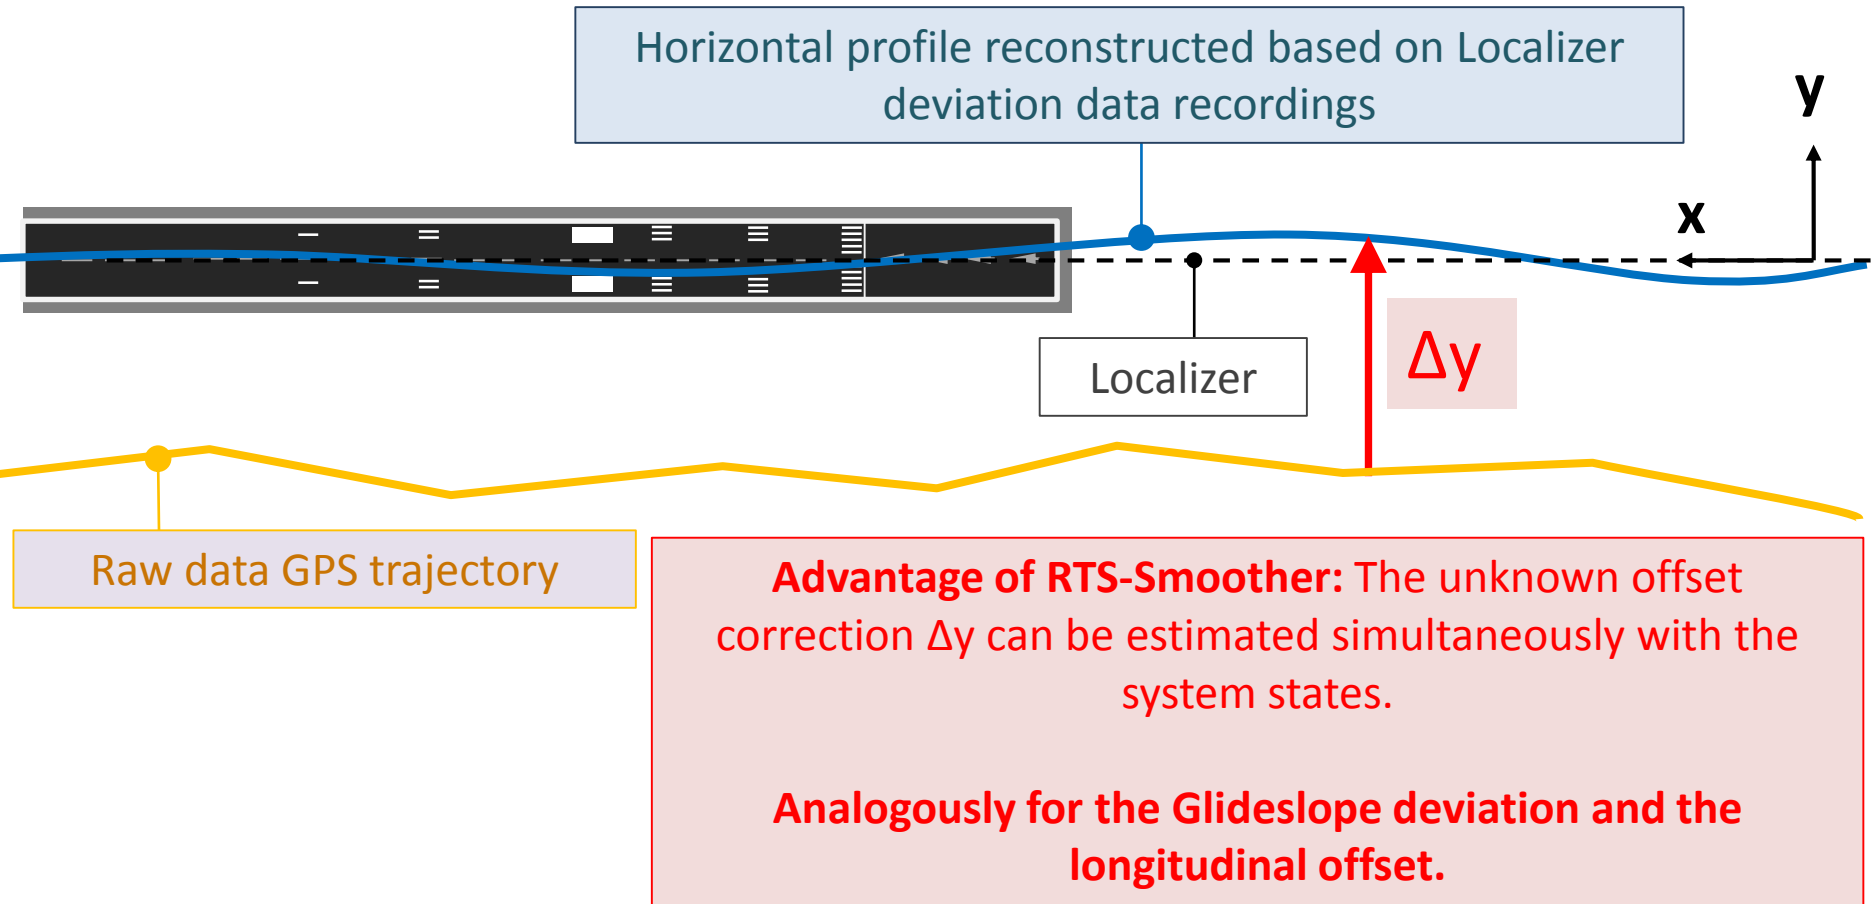 Horizontal profile reconstructed based on Localizer
deviation data recordings
y
x
Localizer
Δy
Raw data GPS trajectory
Advantage of RTS-Smoother: The unknown offset
correction Δy can be estimated simultaneously with the
system states.
Analogously for the Glideslope deviation and the
longitudinal offset.